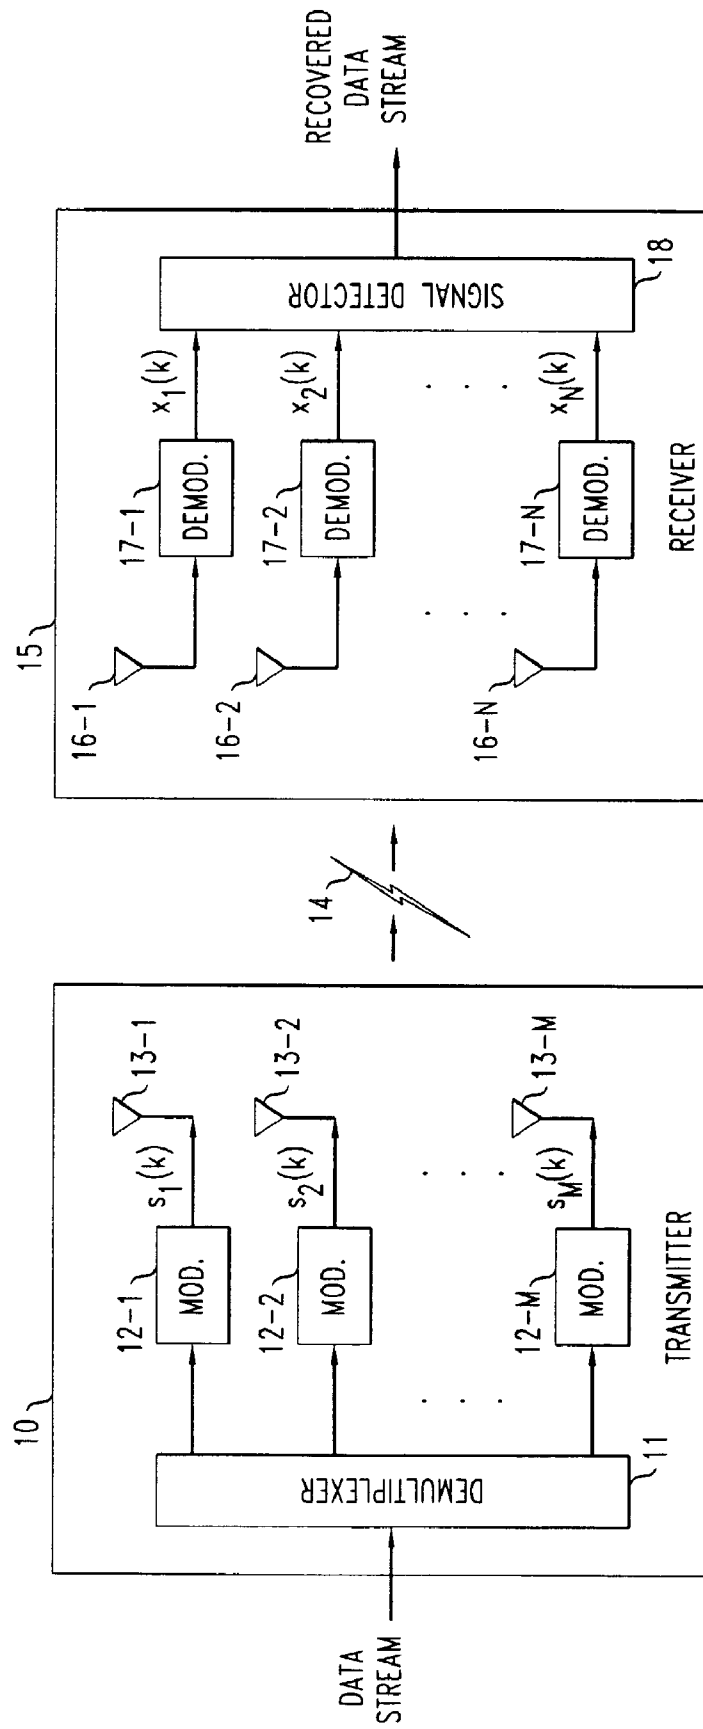 10
DATA
STREAM
DEMULTIPLEXER
11
12-1
MOD.
s1(k)
13-1
12-2
MOD.
s2(k)
13-2
. . .
. . .
12-M
MOD.
sM(k)
13-M
TRANSMITTER
14
15
16-1
17-1
DEMOD.
x1(k)
16-2
17-2
DEMOD.
x2(k)
. . .
. . .
16-N
17-N
DEMOD.
xN(k)
SIGNAL DETECTOR
18
RECEIVER
RECOVERED
DATA
STREAM